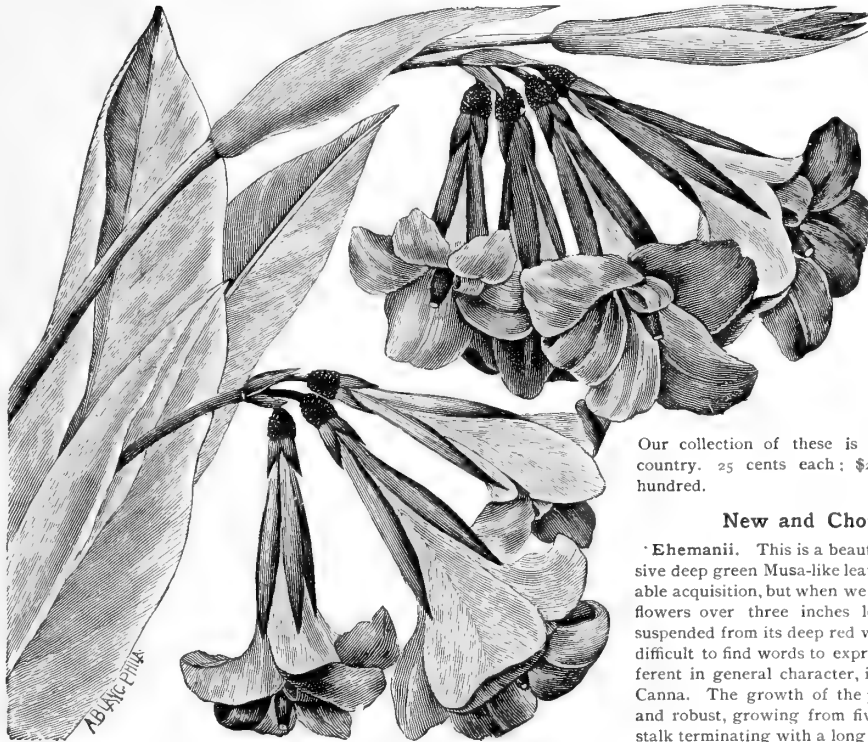 Our collection of these is
country. 25 cents each; $
hundred.
New and Cho
Ehemanii. This is a beaut
sive deep green Musa-like lea
able acquisition, but when we
flowers over three inches l
suspended from its deep red v
difficult to find words to expr
ferent in general character, i
Canna. The growth of the
and robust, growing from fiv
stalk terminating with a long
A.BLANC.PHILA.